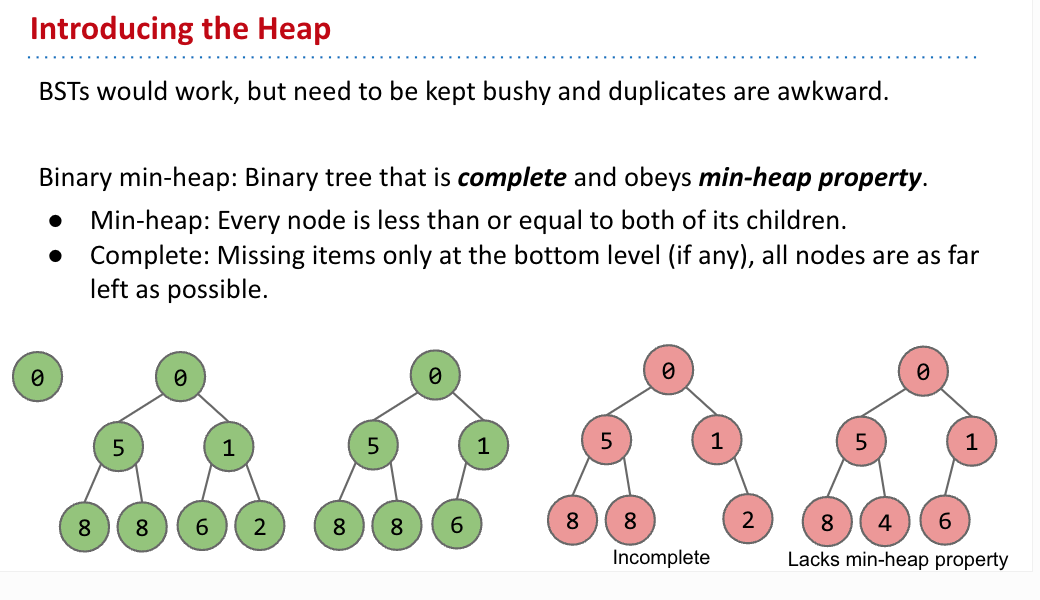 Introducing the Heap
BSTs would work, but need to be kept bushy and duplicates are awkward.
Binary min-heap: Binary tree that is complete and obeys min-heap property.
● Min-heap: Every node is less than or equal to both of its children.
● Complete: Missing items only at the bottom level (if any), all nodes are as far
left as possible.
0 0 0 0 0
5 1 5 1 5 1 5 1
8 8 6 2 8 8 6 8 8 2 8 4 6
Incomplete Lacks min-heap property